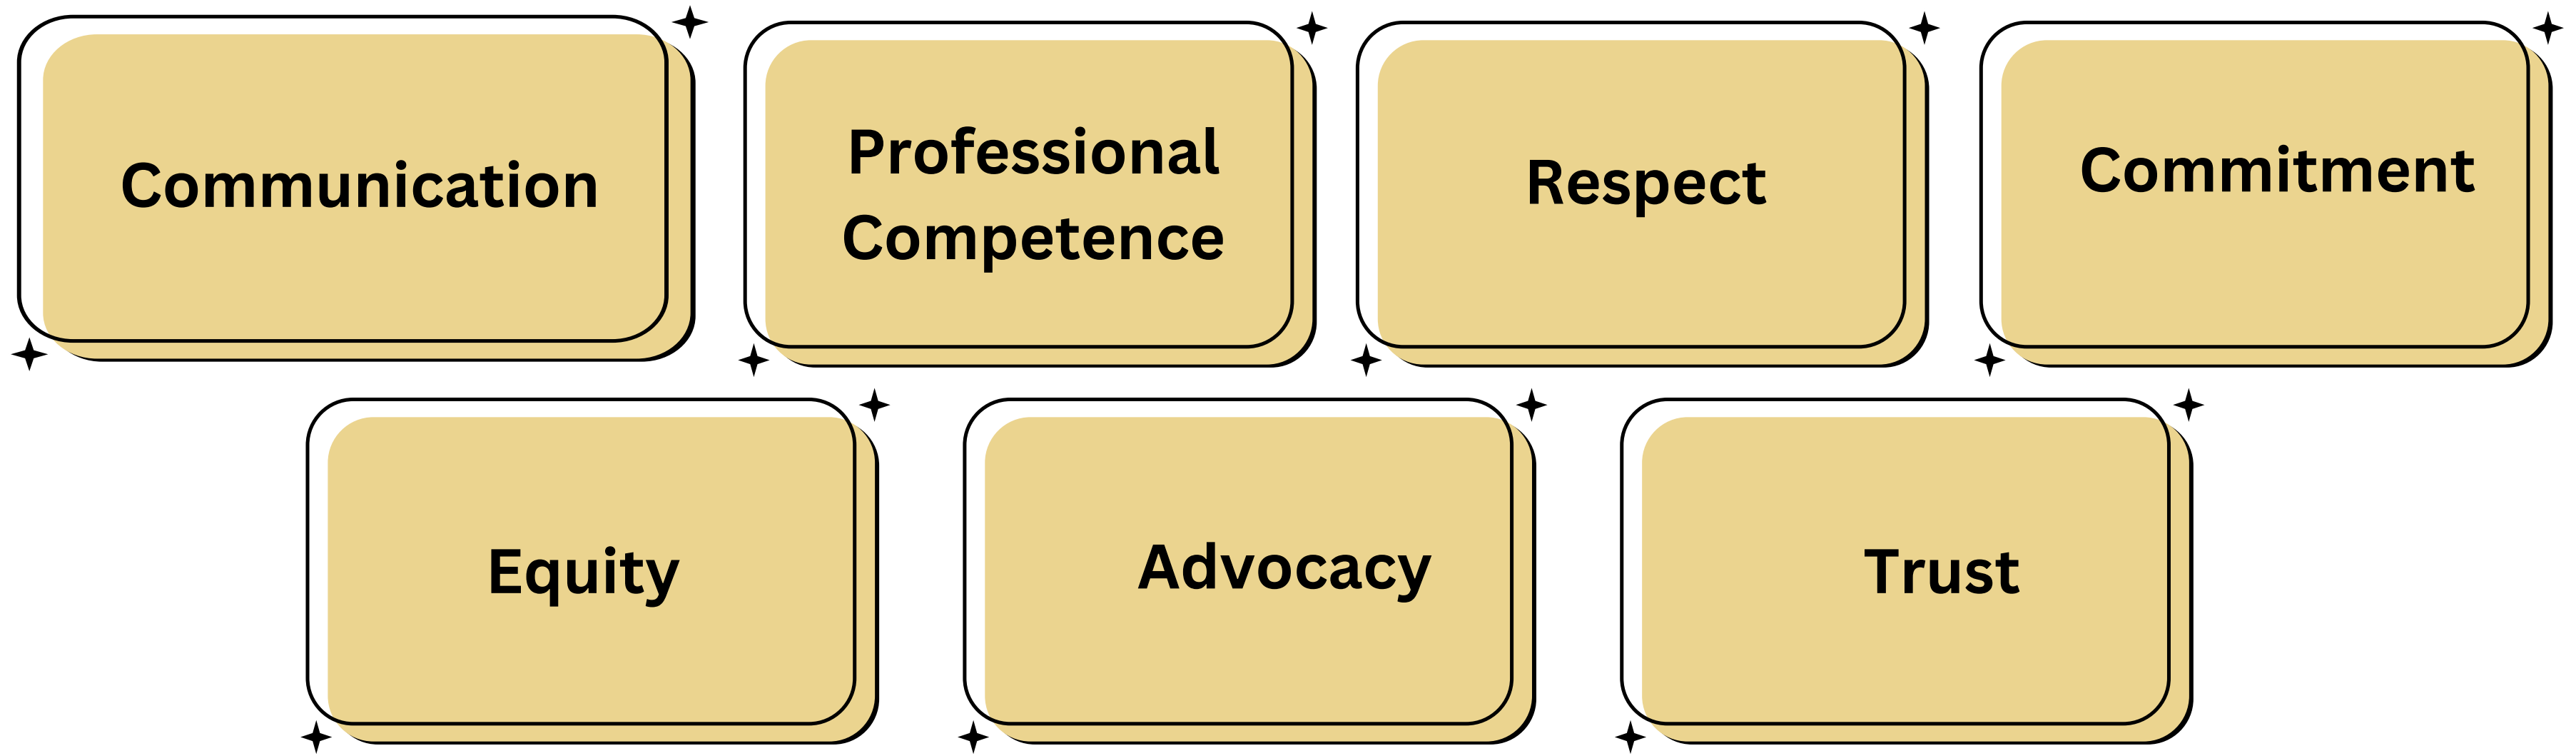 Communication
Professional
Competence
Respect
Commitment
Equity
Advocacy
Trust